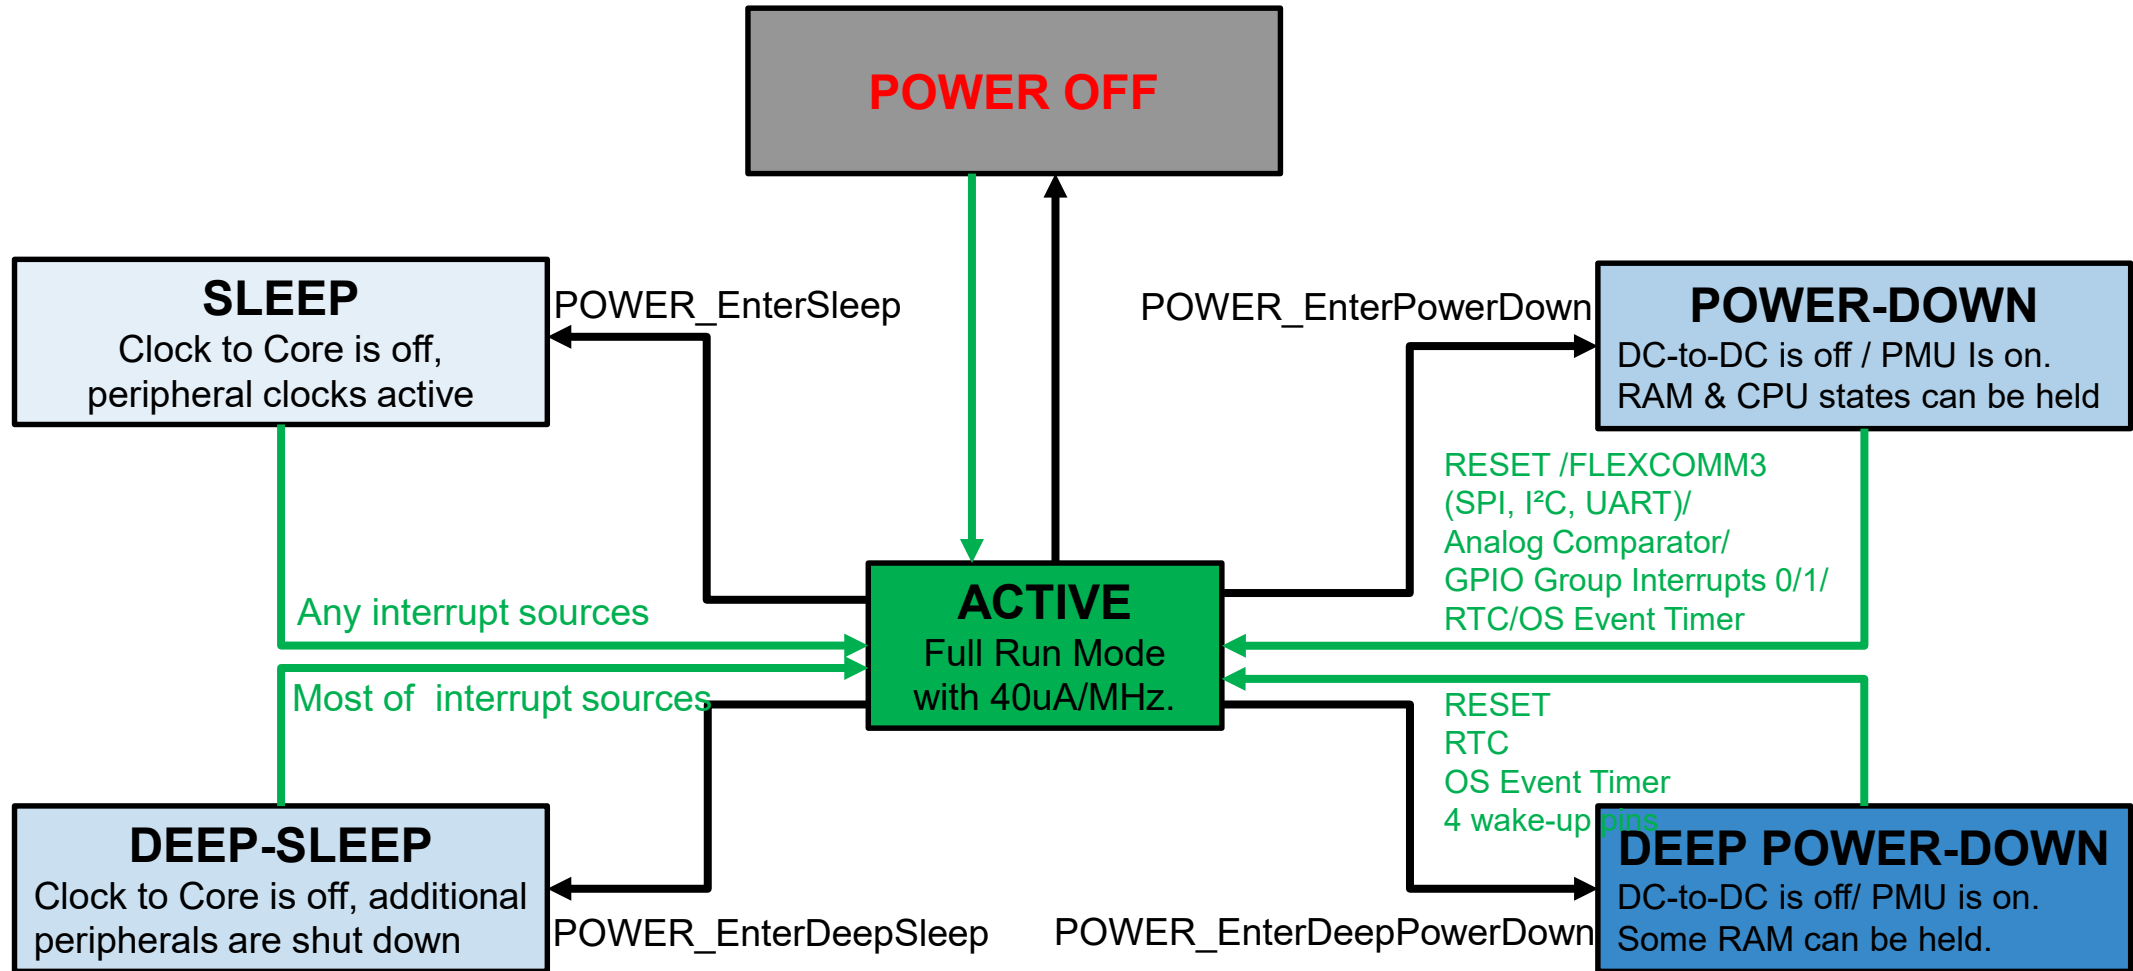 POWER OFF
SLEEP
Clock to Core is off,
peripheral clocks active
POWER_EnterSleep
POWER_EnterPowerDown
POWER-DOWN
DC-to-DC is off / PMU Is on.
RAM & CPU states can be held
RESET /FLEXCOMM3
(SPI, I²C, UART)/
Analog Comparator/
GPIO Group Interrupts 0/1/
RTC/OS Event Timer
Any interrupt sources
ACTIVE
Full Run Mode
with 40uA/MHz.
Most of  interrupt sources
RESET
RTC
OS Event Timer
4 wake-up pins
DEEP-SLEEP
Clock to Core is off, additional
peripherals are shut down
POWER_EnterDeepSleep
POWER_EnterDeepPowerDown
DEEP POWER-DOWN
DC-to-DC is off/ PMU is on.
Some RAM can be held.